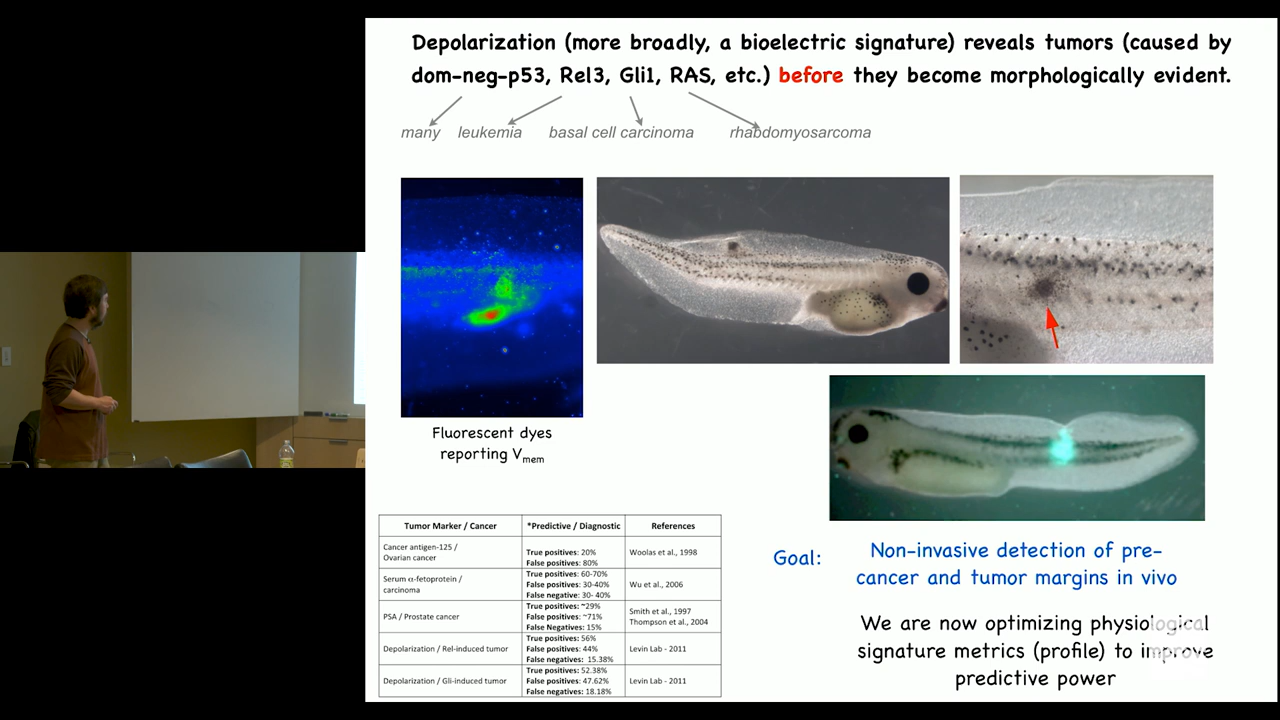 Depolarization (more broadly, a bioelectric signature) reveals tumors (caused by
dom-neg-p53, Rel3, Gli1, RAS, etc.) before they become morphologically evident.
many leukemia basal cell carcinoma rhabdomyosarcoma
Fluorescent dyes
reporting Vmem
Tumor Marker / Cancer *Predictive / Diagnostic References
Cancer antigen-125 /
Ovarian cancer
True positives: 20%
False positives: 80%
Woolas et al., 1998
Serum α-fetoprotein /
carcinoma
True positives: 60-70%
False positives: 30-40%
False negative: 30- 40%
Wu et al., 2006
PSA / Prostate cancer
True positives: ~29%
False positives: ~71%
False Negatives: 15%
Smith et al., 1997
Thompson et al., 2004
Depolarization / Rel-induced tumor
True positives: 56%
False positives: 44%
False negatives: 15.38%
Levin Lab - 2011
Depolarization / Gli-induced tumor
True positives: 52.38%
False positives: 47.62%
False negatives: 18.18%
Levin Lab - 2011
Goal: Non-invasive detection of pre-
cancer and tumor margins in vivo
We are now optimizing physiological
signature metrics (profile) to improve
predictive power